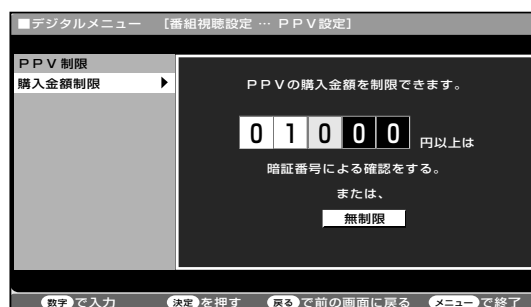 ■デジタルメニュー ［番組視聴設定 … ＰＰＶ設定］
ＰＰＶ制限
購入金額制限 ▶
ＰＰＶの購入金額を制限できます。
0 1 0 0 0 円以上は
暗証番号による確認をする。
または、
無制限
数字で入力 決定を押す 戻るで前の画面に戻る メニューで終了